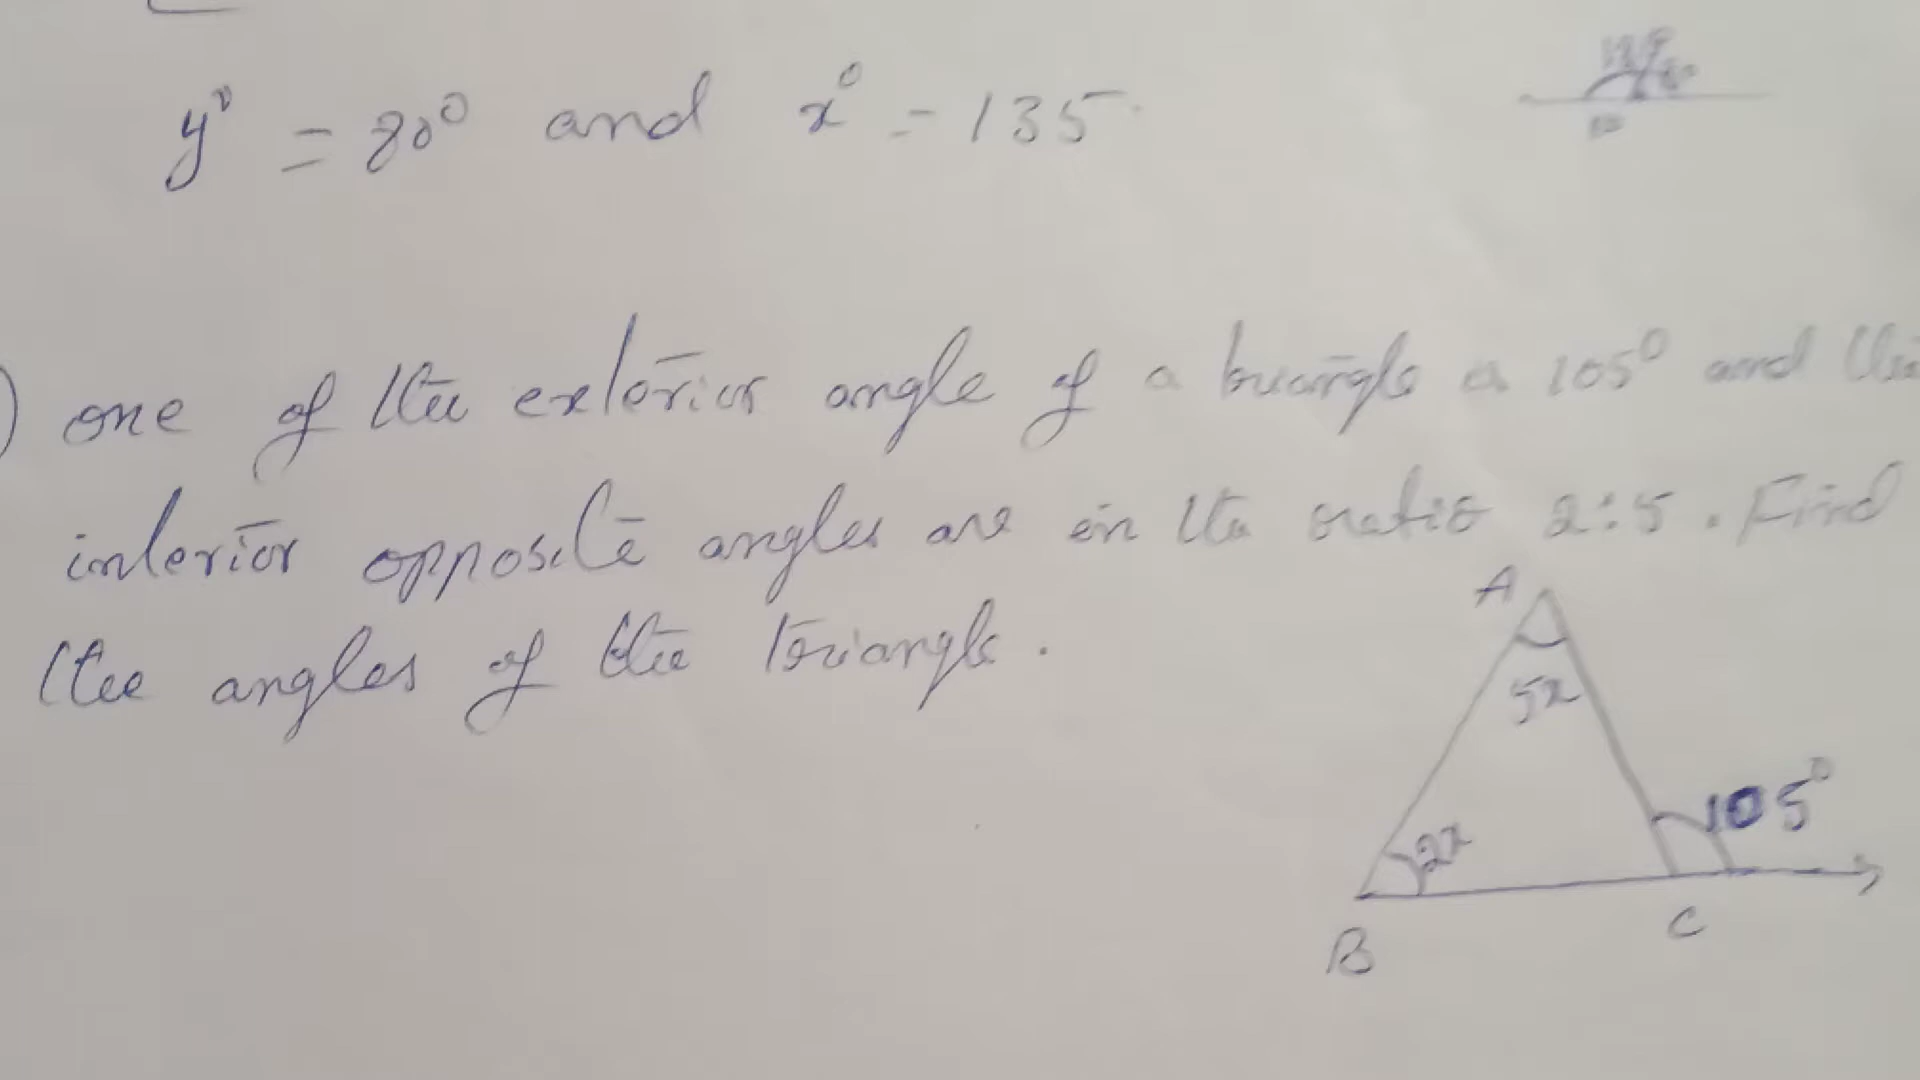 y° = 80° and x° = 135
) one of the exterior angle of a triangle is 105° and the
interior opposite angles are in the ratio 2:5. Find
the angles of the triangle.
A
5x
105°
2x
B
C